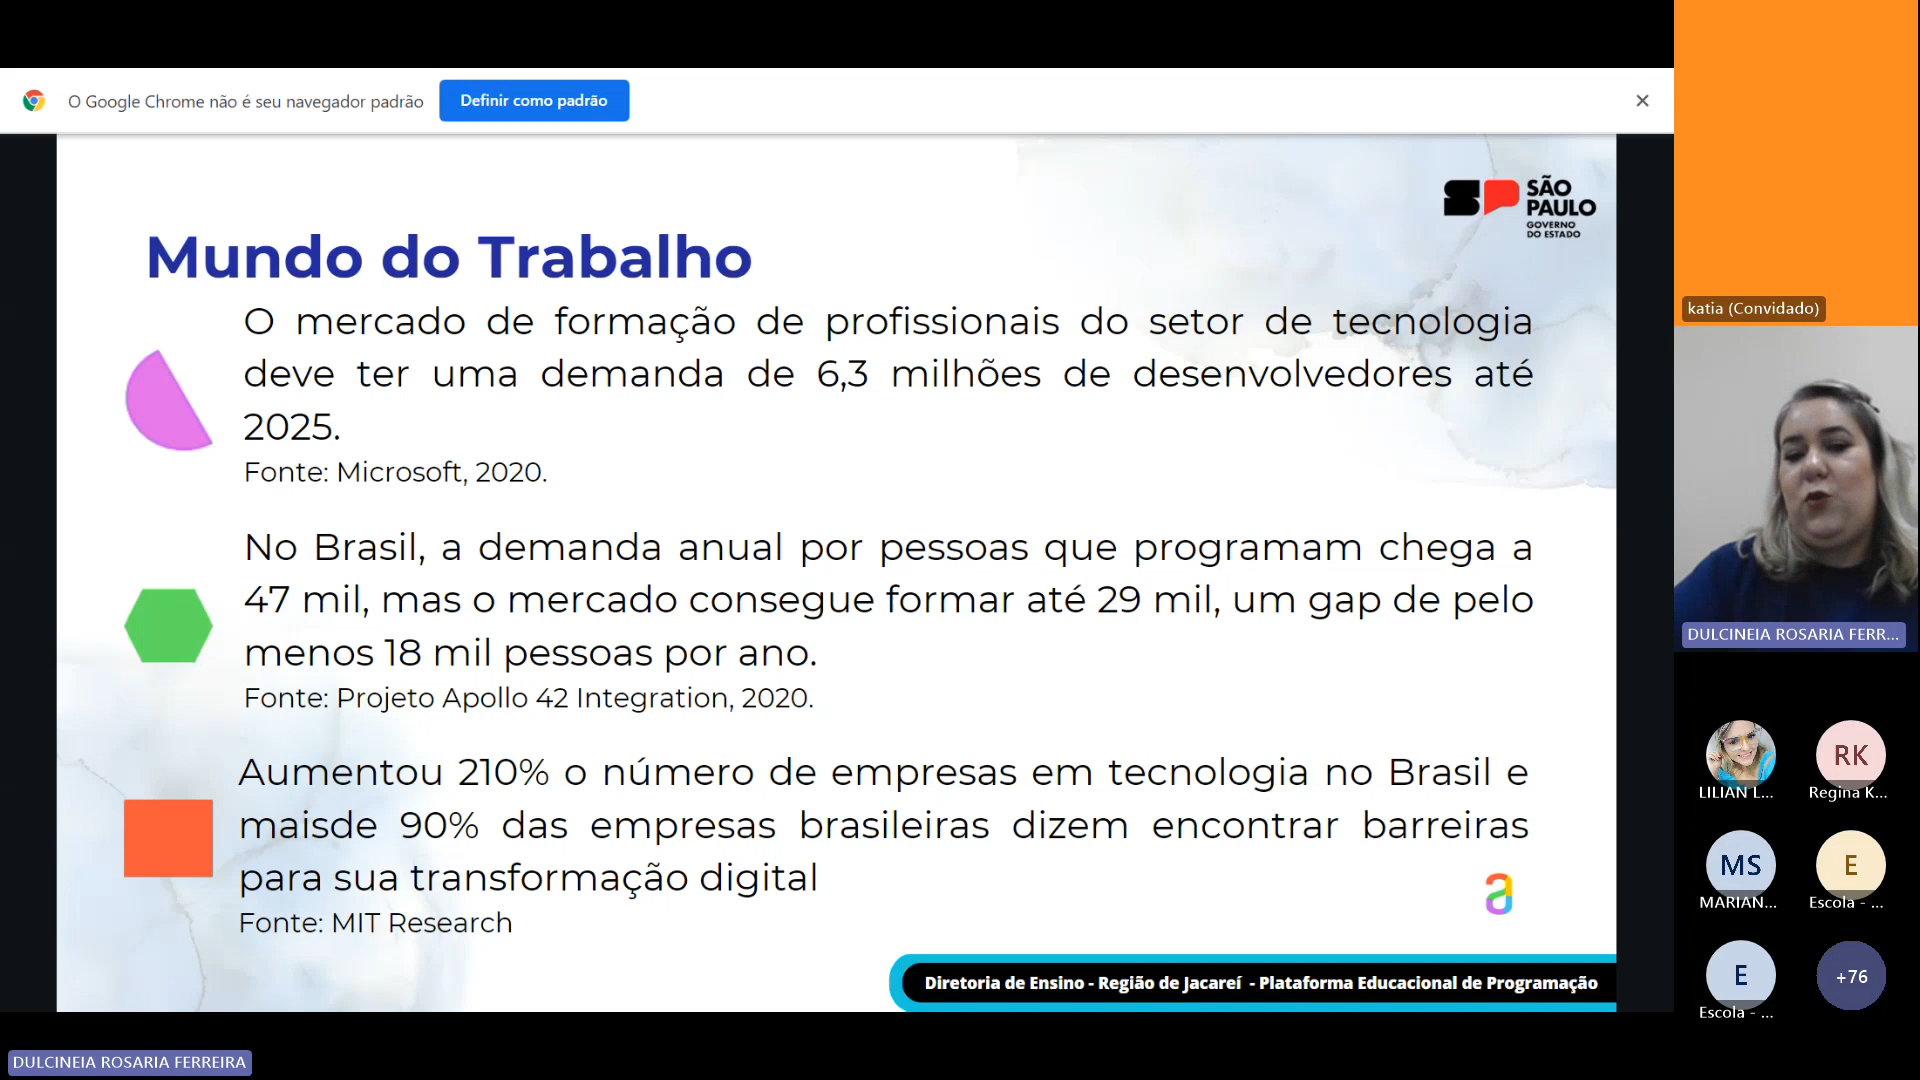 O Google Chrome não é seu navegador padrão
Definir como padrão
SÃO
PAULO
GOVERNO
DO ESTADO
Mundo do Trabalho
O mercado de formação de profissionais do setor de tecnologia
deve ter uma demanda de 6,3 milhões de desenvolvedores até
2025.
Fonte: Microsoft, 2020.
No Brasil, a demanda anual por pessoas que programam chega a
47 mil, mas o mercado consegue formar até 29 mil, um gap de pelo
menos 18 mil pessoas por ano.
Fonte: Projeto Apollo 42 Integration, 2020.
Aumentou 210% o número de empresas em tecnologia no Brasil e
maisde 90% das empresas brasileiras dizem encontrar barreiras
para sua transformação digital
Fonte: MIT Research
a
Diretoria de Ensino - Região de Jacareí - Plataforma Educacional de Programação
DULCINEIA ROSARIA FERREIRA
katia (Convidado)
DULCINEIA ROSARIA FERR...
LILIAN L...
RK
Regina K...
MS
MARIAN...
E
Escola - ...
E
Escola - ...
+76